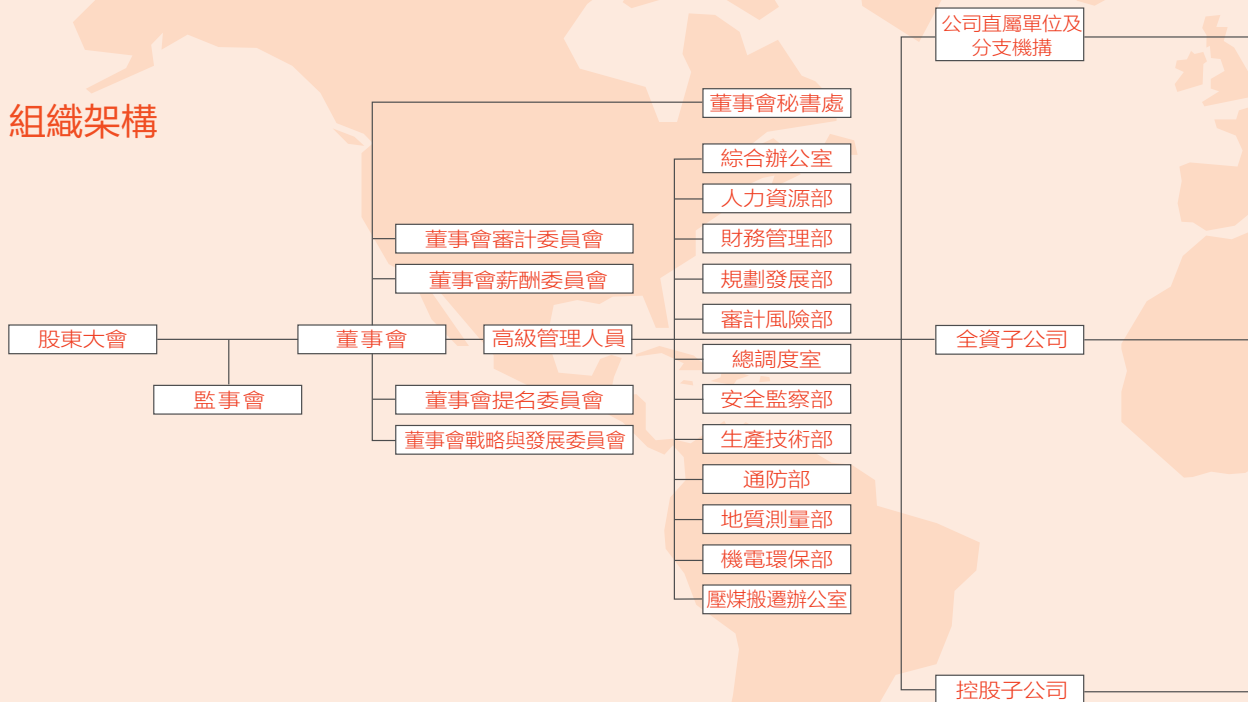 組織架構
股東大會
監事會
董事會
董事會審計委員會
董事會薪酬委員會
董事會提名委員會
董事會戰略與發展委員會
高級管理人員
董事會秘書處
綜合辦公室
人力資源部
財務管理部
規劃發展部
審計風險部
總調度室
安全監察部
生產技術部
通防部
地質測量部
機電環保部
壓煤搬遷辦公室
公司直屬單位及
分支機搆
全資子公司
控股子公司